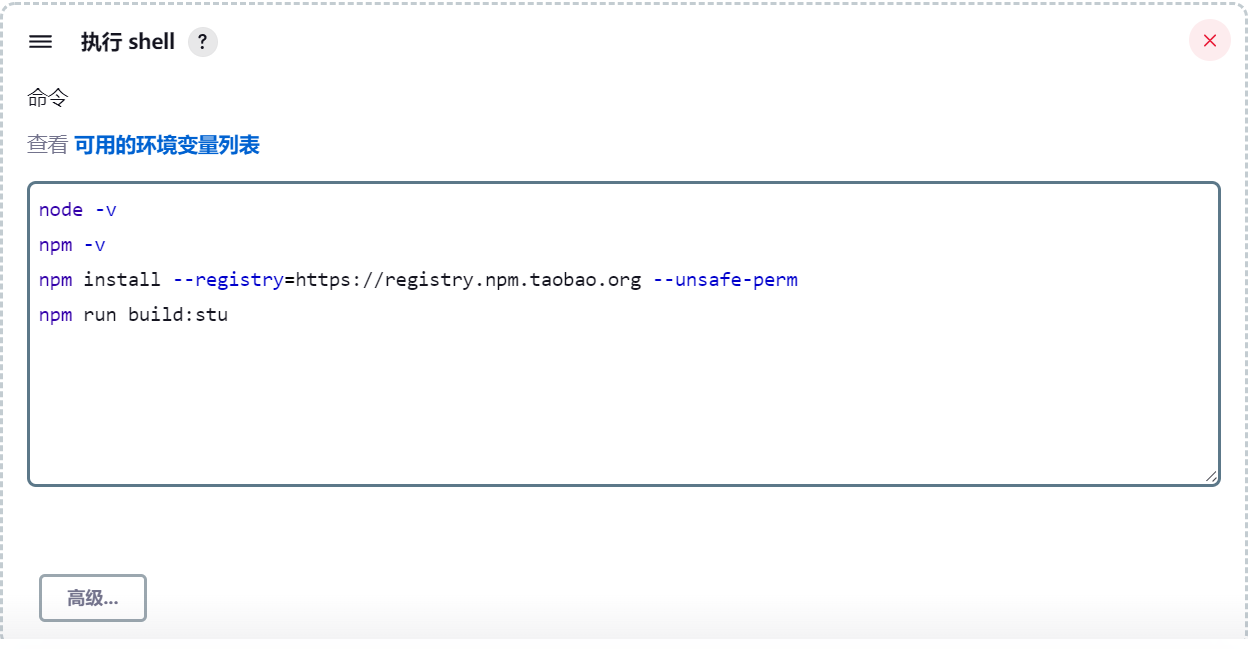 执行 shell ?
命令
查看 可用的环境变量列表
node -v
npm -v
npm install --registry=https://registry.npm.taobao.org --unsafe-perm
npm run build:stu
高级...